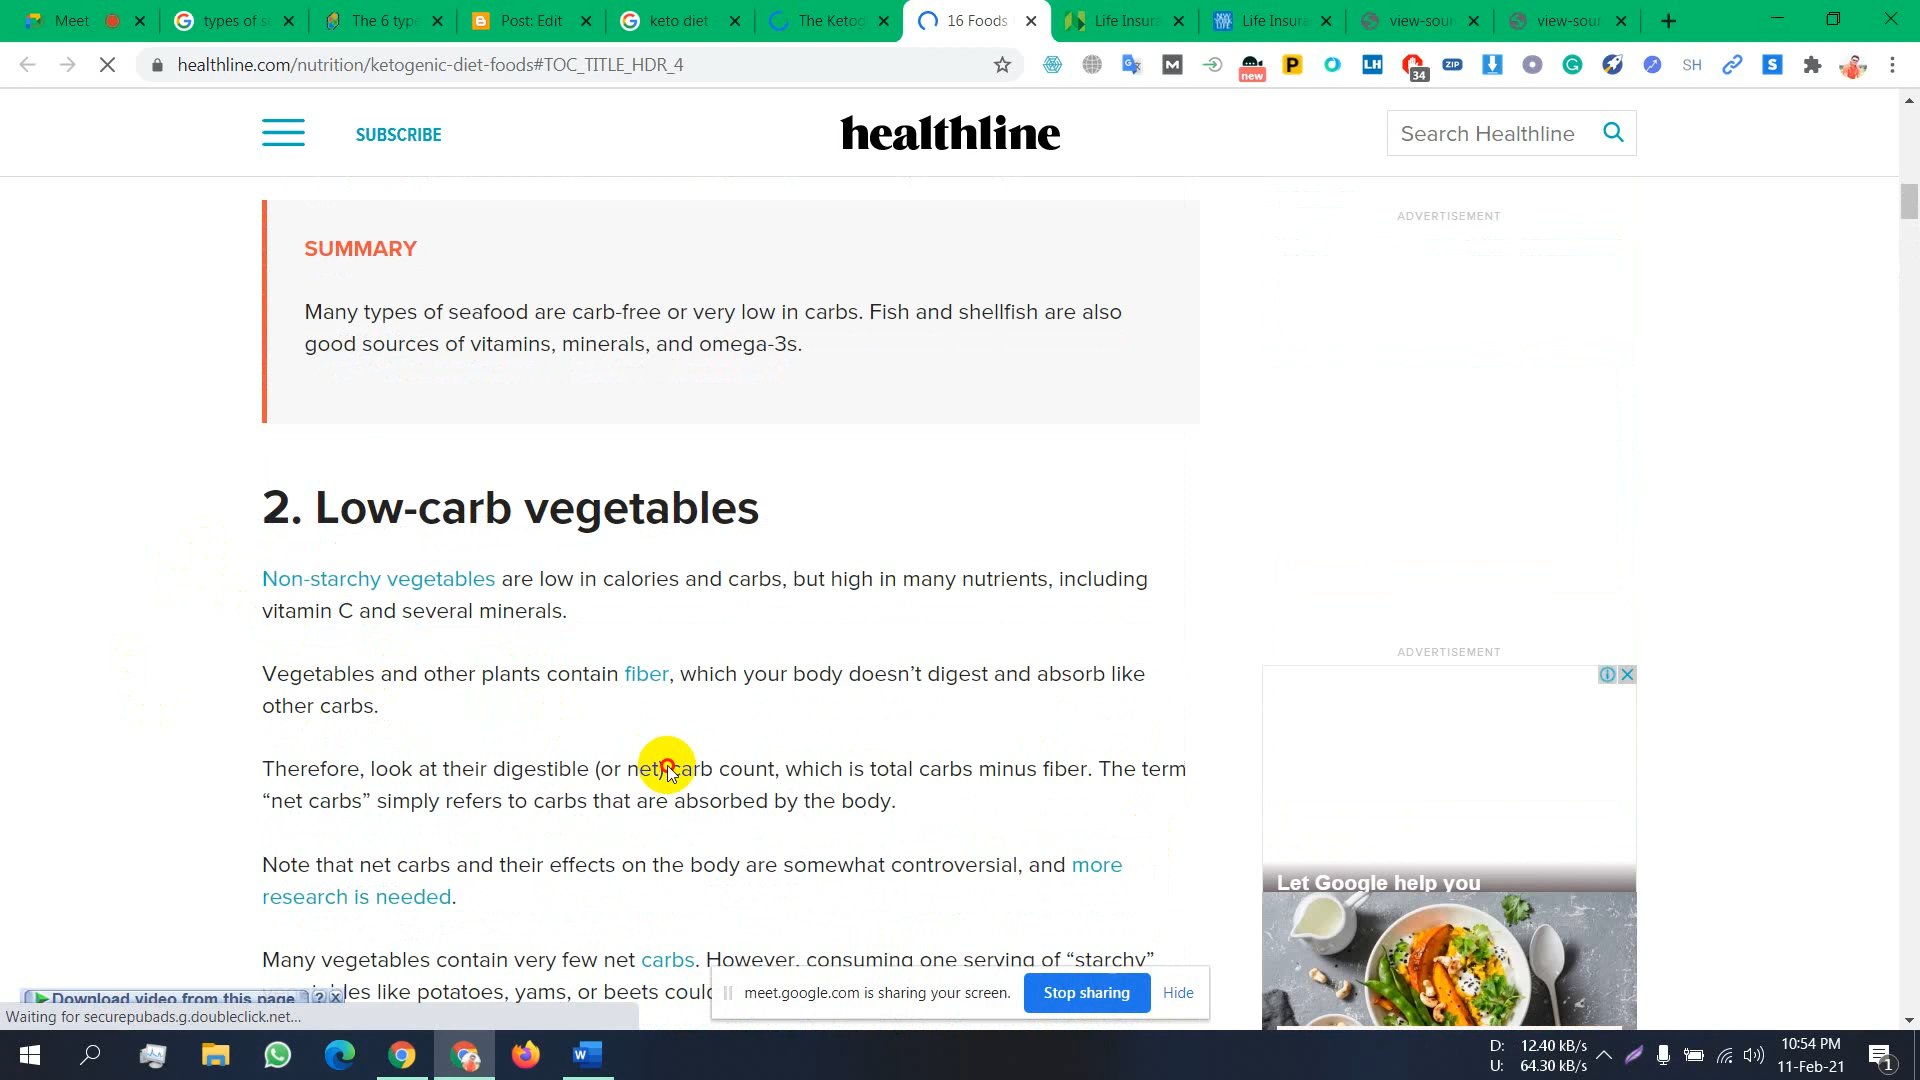 Meet
types of s
The 6 type
Post: Edit
keto diet
The Ketog
16 Foods
Life Insura
Life Insura
view-sour
view-sour
healthline.com/nutrition/ketogenic-diet-foods#TOC_TITLE_HDR_4
M
new
P
LH
34
ZIP
SH
S
SUBSCRIBE
healthline
Search Healthline
SUMMARY
Many types of seafood are carb-free or very low in carbs. Fish and shellfish are also
good sources of vitamins, minerals, and omega-3s.
ADVERTISEMENT
2. Low-carb vegetables
Non-starchy vegetables are low in calories and carbs, but high in many nutrients, including
vitamin C and several minerals.
Vegetables and other plants contain fiber, which your body doesn’t digest and absorb like
other carbs.
Therefore, look at their digestible (or net) carb count, which is total carbs minus fiber. The term
“net carbs” simply refers to carbs that are absorbed by the body.
Note that net carbs and their effects on the body are somewhat controversial, and more
research is needed.
Many vegetables contain very few net carbs. However, consuming one serving of “starchy”
vegetables like potatoes, yams, or beets coul
ADVERTISEMENT
Let Google help you
Download video from this page ? X
Waiting for securepubads.g.doubleclick.net...
meet.google.com is sharing your screen.
Stop sharing
Hide
D: 12.40 kB/s
U: 64.30 kB/s
10:54 PM
11-Feb-21
1